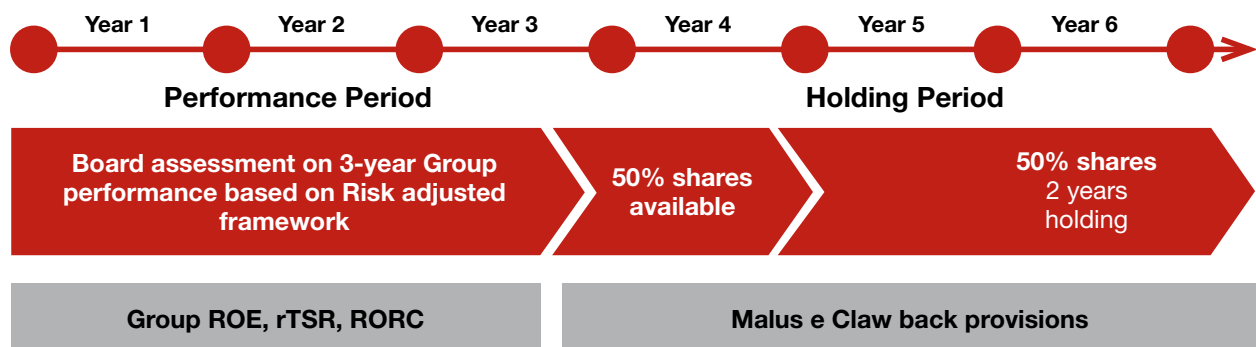 Year 1
Year 2
Year 3
Year 4
Year 5
Year 6
Performance Period
Holding Period
Board assessment on 3-year Group
performance based on Risk adjusted
framework
50% shares
available
50% shares
2 years
holding
Group ROE, rTSR, RORC
Malus e Claw back provisions